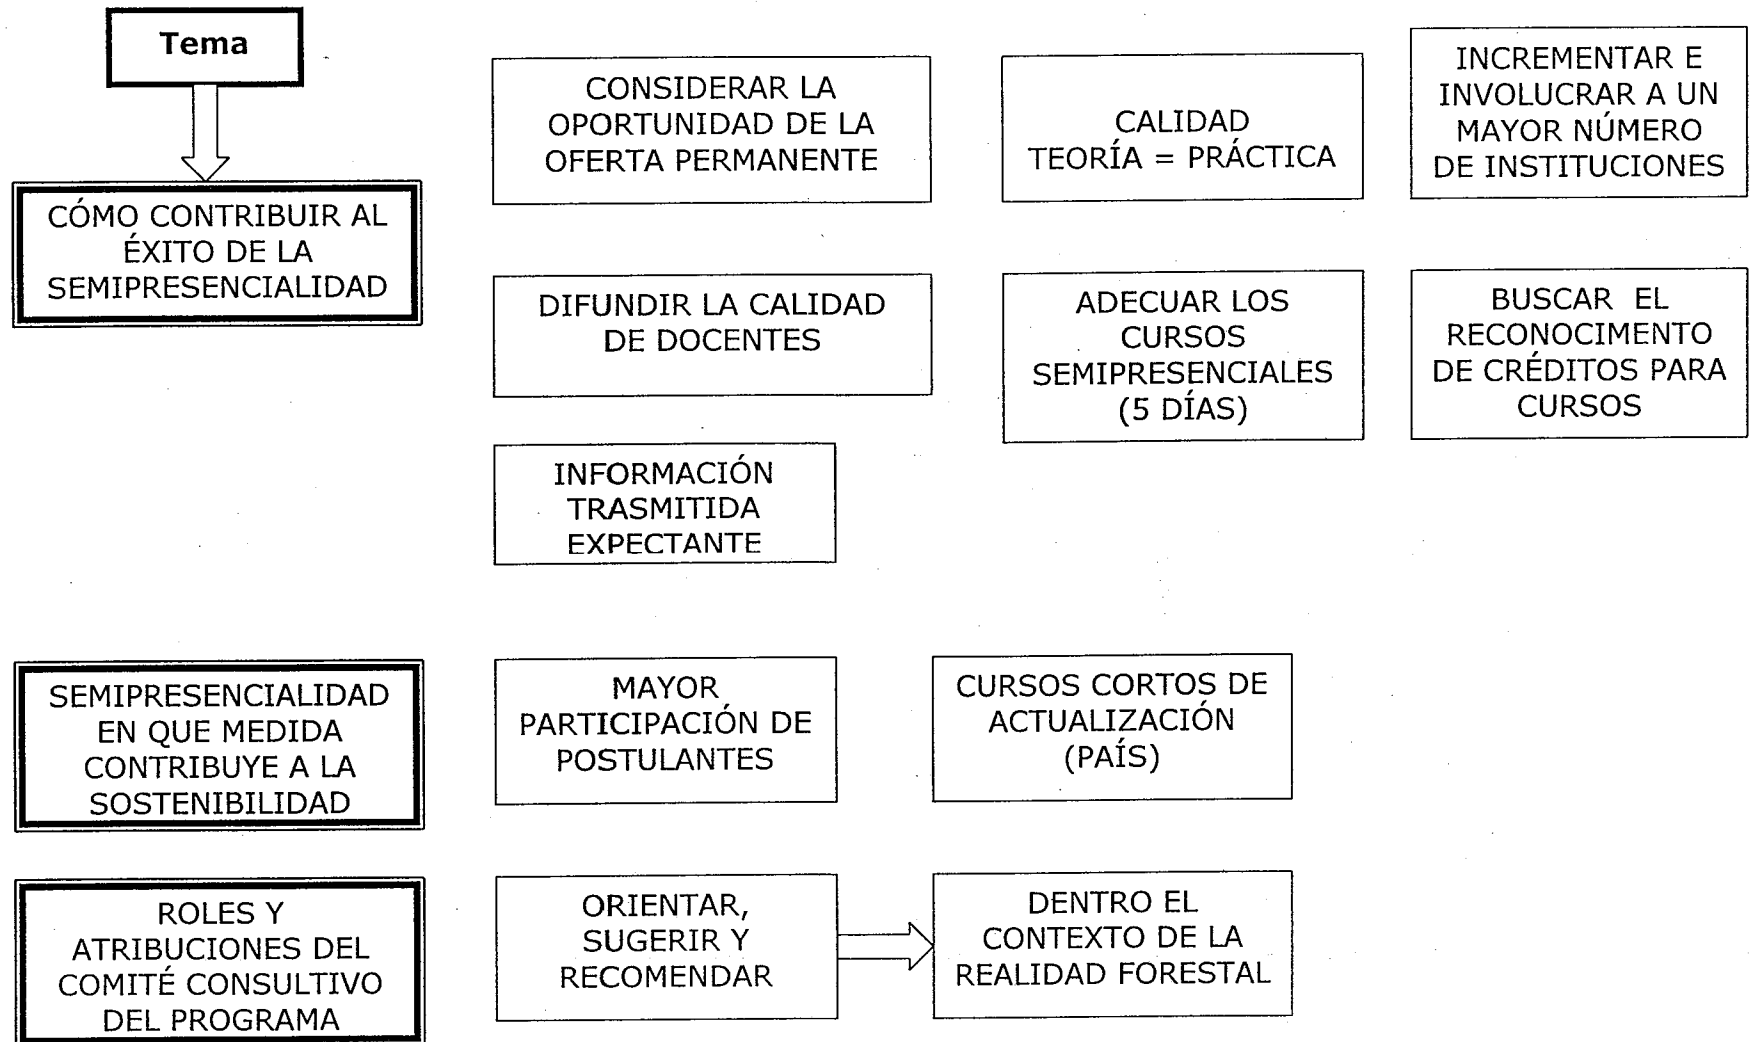 Tema
CÓMO CONTRIBUIR AL
ÉXITO DE LA
SEMIPRESENCIALIDAD
CONSIDERAR LA
OPORTUNIDAD DE LA
OFERTA PERMANENTE
CALIDAD
TEORÍA = PRÁCTICA
INCREMENTAR E
INVOLUCRAR A UN
MAYOR NÚMERO
DE INSTITUCIONES
DIFUNDIR LA CALIDAD
DE DOCENTES
ADECUAR LOS
CURSOS
SEMIPRESENCIALES
(5 DÍAS)
BUSCAR EL
RECONOCIMENTO
DE CRÉDITOS PARA
CURSOS
INFORMACIÓN
TRASMITIDA
EXPECTANTE
SEMIPRESENCIALIDAD
EN QUE MEDIDA
CONTRIBUYE A LA
SOSTENIBILIDAD
MAYOR
PARTICIPACIÓN DE
POSTULANTES
CURSOS CORTOS DE
ACTUALIZACIÓN
(PAÍS)
ROLES Y
ATRIBUCIONES DEL
COMITÉ CONSULTIVO
DEL PROGRAMA
ORIENTAR,
SUGERIR Y
RECOMENDAR
DENTRO EL
CONTEXTO DE LA
REALIDAD FORESTAL